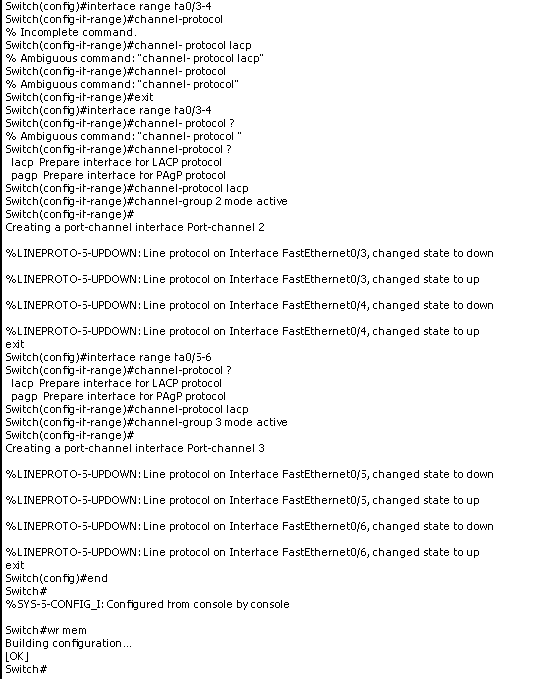 Switch(config)#interface range fa0/3-4
Switch(config-if-range)#channel-protocol
% Incomplete command.
Switch(config-if-range)#channel- protocol lacp
% Ambiguous command: "channel- protocol lacp"
Switch(config-if-range)#channel- protocol
% Ambiguous command: "channel- protocol"
Switch(config-if-range)#exit
Switch(config)#interface range fa0/3-4
Switch(config-if-range)#channel- protocol ?
% Ambiguous command: "channel- protocol "
Switch(config-if-range)#channel-protocol ?
lacp Prepare interface for LACP protocol
pagp Prepare interface for PAgP protocol
Switch(config-if-range)#channel-protocol lacp
Switch(config-if-range)#channel-group 2 mode active
Switch(config-if-range)#
Creating a port-channel interface Port-channel 2
%LINEPROTO-5-UPDOWN: Line protocol on Interface FastEthernet0/3, changed state to down
%LINEPROTO-5-UPDOWN: Line protocol on Interface FastEthernet0/3, changed state to up
%LINEPROTO-5-UPDOWN: Line protocol on Interface FastEthernet0/4, changed state to down
%LINEPROTO-5-UPDOWN: Line protocol on Interface FastEthernet0/4, changed state to up
exit
Switch(config)#interface range fa0/5-6
Switch(config-if-range)#channel-protocol ?
lacp Prepare interface for LACP protocol
pagp Prepare interface for PAgP protocol
Switch(config-if-range)#channel-protocol lacp
Switch(config-if-range)#channel-group 3 mode active
Switch(config-if-range)#
Creating a port-channel interface Port-channel 3
%LINEPROTO-5-UPDOWN: Line protocol on Interface FastEthernet0/5, changed state to down
%LINEPROTO-5-UPDOWN: Line protocol on Interface FastEthernet0/5, changed state to up
%LINEPROTO-5-UPDOWN: Line protocol on Interface FastEthernet0/6, changed state to down
%LINEPROTO-5-UPDOWN: Line protocol on Interface FastEthernet0/6, changed state to up
exit
Switch(config)#end
Switch#
%SYS-5-CONFIG_I: Configured from console by console
Switch#wr mem
Building configuration...
[OK]
Switch#